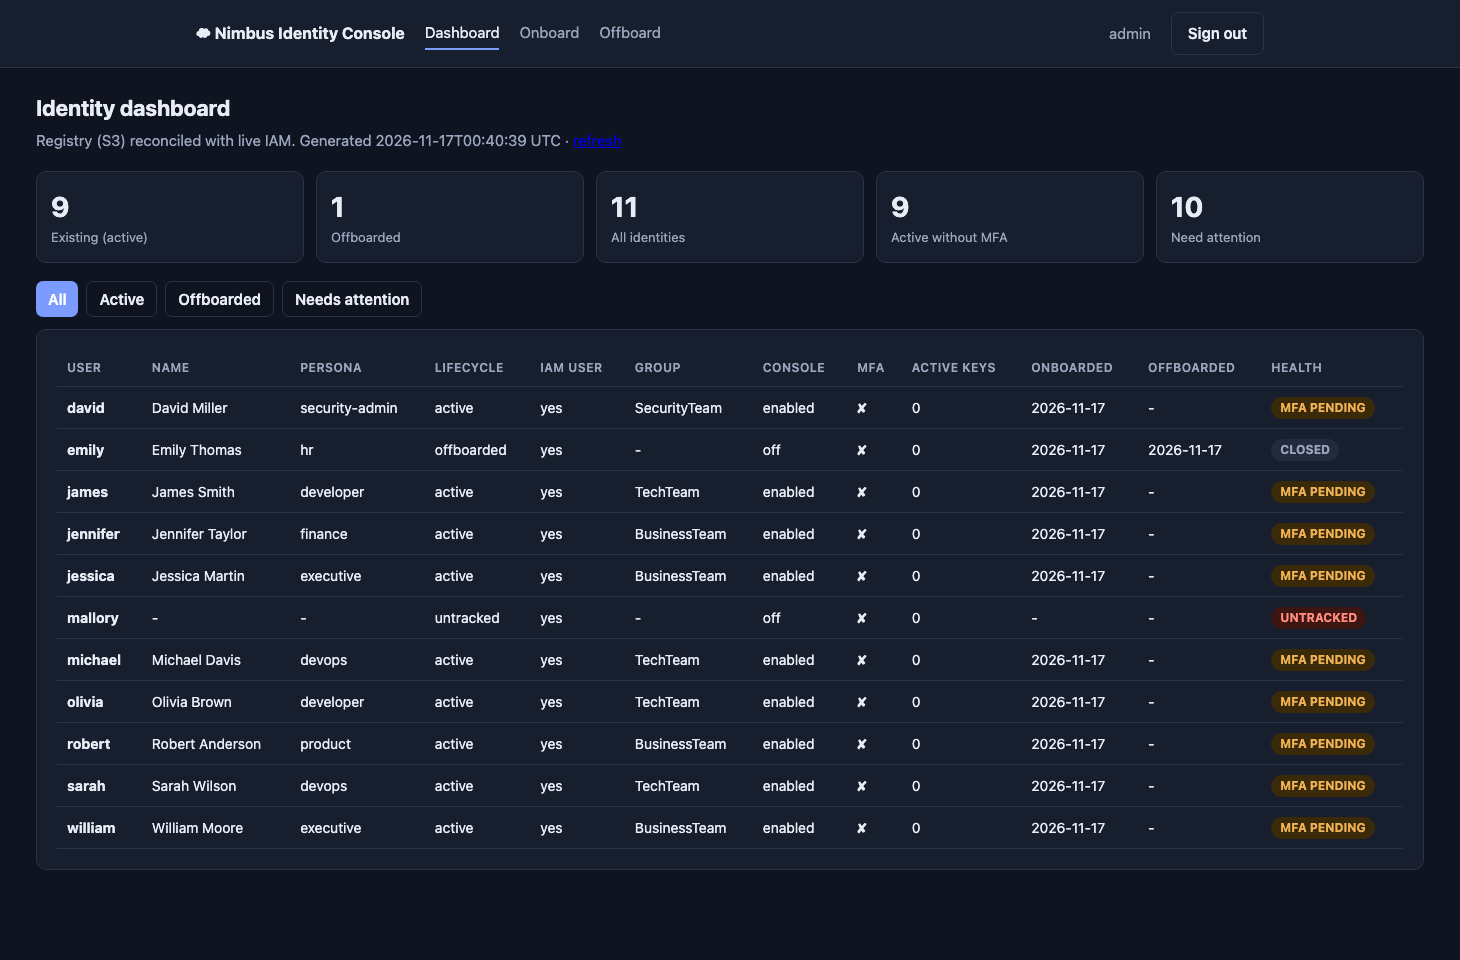 Nimbus Identity Console Dashboard Onboard Offboard admin Sign out
Identity dashboard
Registry (S3) reconciled with live IAM. Generated 2026-11-17T00:40:39 UTC · refresh
9 1 11 9 10
Existing (active) Offboarded All identities Active without MFA Need attention
All Active Offboarded Needs attention
USER NAME PERSONA LIFECYCLE IAM USER GROUP CONSOLE MFA ACTIVE KEYS ONBOARDED OFFBOARDED HEALTH
david David Miller security-admin active yes SecurityTeam enabled ✘ 0 2026-11-17 - MFA PENDING
emily Emily Thomas hr offboarded yes - off ✘ 0 2026-11-17 2026-11-17 CLOSED
james James Smith developer active yes TechTeam enabled ✘ 0 2026-11-17 - MFA PENDING
jennifer Jennifer Taylor finance active yes BusinessTeam enabled ✘ 0 2026-11-17 - MFA PENDING
jessica Jessica Martin executive active yes BusinessTeam enabled ✘ 0 2026-11-17 - MFA PENDING
mallory - - untracked yes - off ✘ 0 - - UNTRACKED
michael Michael Davis devops active yes TechTeam enabled ✘ 0 2026-11-17 - MFA PENDING
olivia Olivia Brown developer active yes TechTeam enabled ✘ 0 2026-11-17 - MFA PENDING
robert Robert Anderson product active yes BusinessTeam enabled ✘ 0 2026-11-17 - MFA PENDING
sarah Sarah Wilson devops active yes TechTeam enabled ✘ 0 2026-11-17 - MFA PENDING
william William Moore executive active yes BusinessTeam enabled ✘ 0 2026-11-17 - MFA PENDING